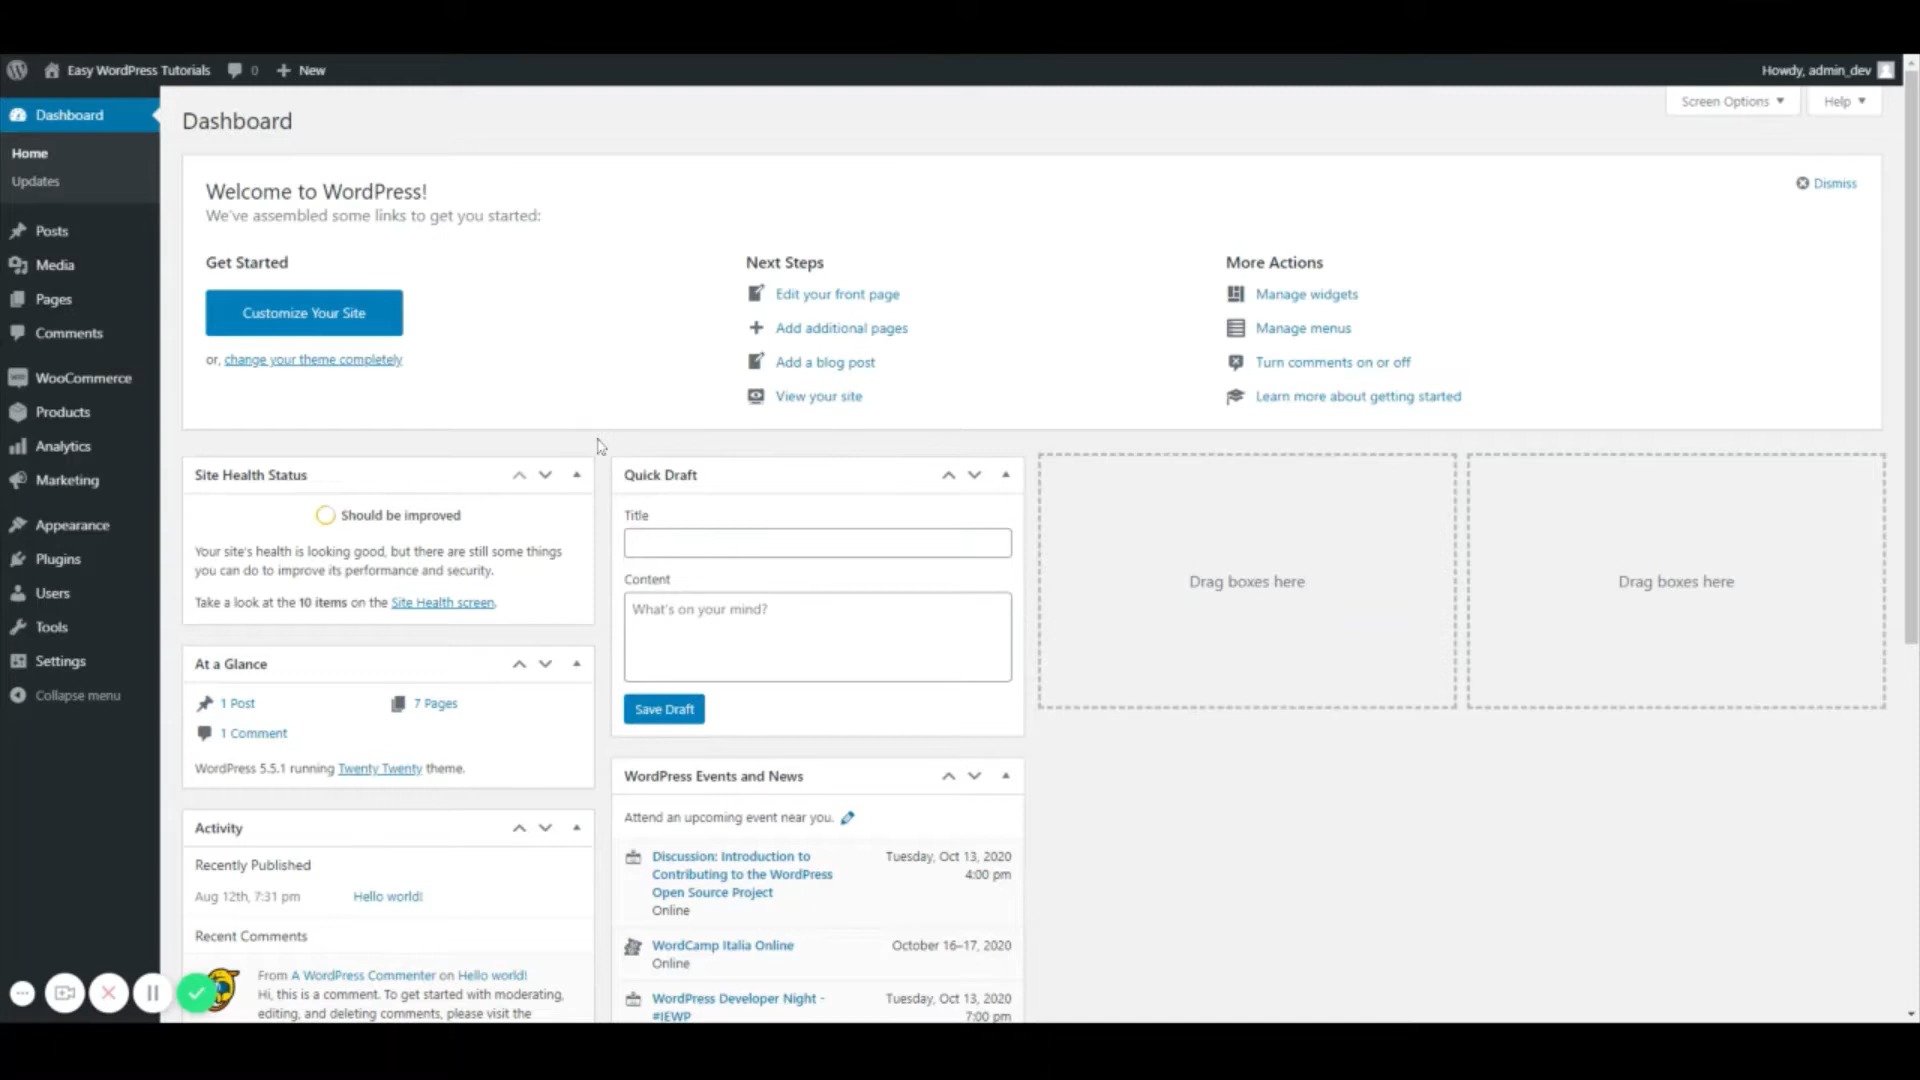 Easy WordPress Tutorials
0
New
Howdy, admin_dev
Dashboard
Home
Updates
Posts
Media
Pages
Comments
WooCommerce
Products
Analytics
Marketing
Appearance
Plugins
Users
Tools
Settings
Collapse menu
Dashboard
Screen Options
Help
Welcome to WordPress!
We've assembled some links to get you started:
Dismiss
Get Started
Customize Your Site
or, change your theme completely
Next Steps
Edit your front page
Add additional pages
Add a blog post
View your site
More Actions
Manage widgets
Manage menus
Turn comments on or off
Learn more about getting started
Site Health Status
Should be improved
Your site's health is looking good, but there are still some things
you can do to improve its performance and security.
Take a look at the 10 items on the Site Health screen.
At a Glance
1 Post
7 Pages
1 Comment
WordPress 5.5.1 running Twenty Twenty theme.
Activity
Recently Published
Aug 12th, 7:31 pm
Hello world!
Recent Comments
From A WordPress Commenter on Hello world!
Hi, this is a comment. To get started with moderating,
editing, and deleting comments, please visit the
Quick Draft
Title
Content
What's on your mind?
Save Draft
WordPress Events and News
Attend an upcoming event near you.
Discussion: Introduction to
Contributing to the WordPress
Open Source Project
Online
Tuesday, Oct 13, 2020
4:00 pm
WordCamp Italia Online
Online
October 16–17, 2020
WordPress Developer Night -
#IEWP
Tuesday, Oct 13, 2020
7:00 pm
Drag boxes here
Drag boxes here